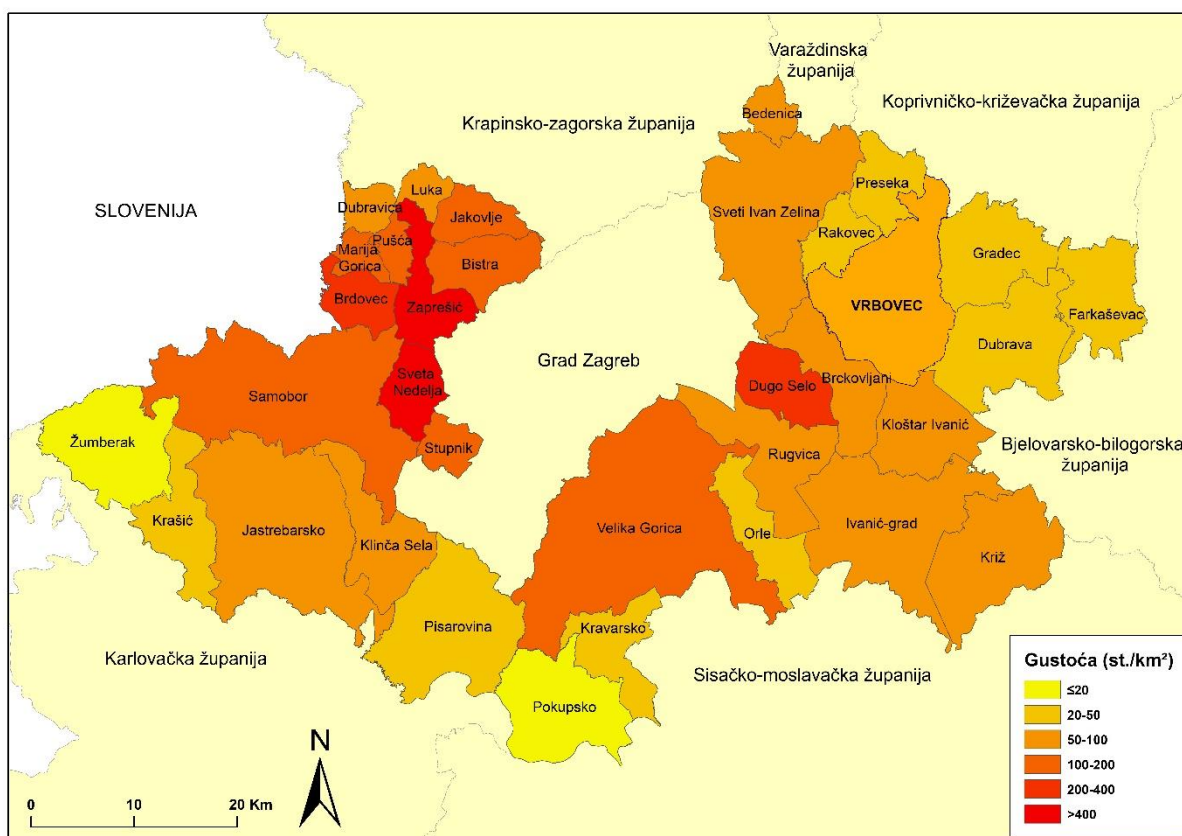 Varaždinska
županija
Koprivničko-križevačka županija
Bedenica
Krapinsko-zagorska županija
Preseka
Luka
SLOVENIJA
Dubravica
Jakovlje
Sveti Ivan Zelina
Rakovec
Pušća
Marija
Gorica
Gradec
Bistra
Brdovec
Zaprešić
VRBOVEC
Farkaševac
Dubrava
Grad Zagreb
Sveta
Nedelja
Dugo Selo
Brckovljani
Samobor
Kloštar Ivanić
Žumberak
Stupnik
Rugvica
Bjelovarsko-bilogorska
županija
Krašić
Jastrebarsko
Klinča Sela
Velika Gorica
Orle
Ivanić-grad
Križ
Pisarovina
Kravarsko
Karlovačka županija
Sisačko-moslavačka županija
Pokupsko
N
0 10 20 Km
Gustoća (st./km²)
≤20
20-50
50-100
100-200
200-400
>400